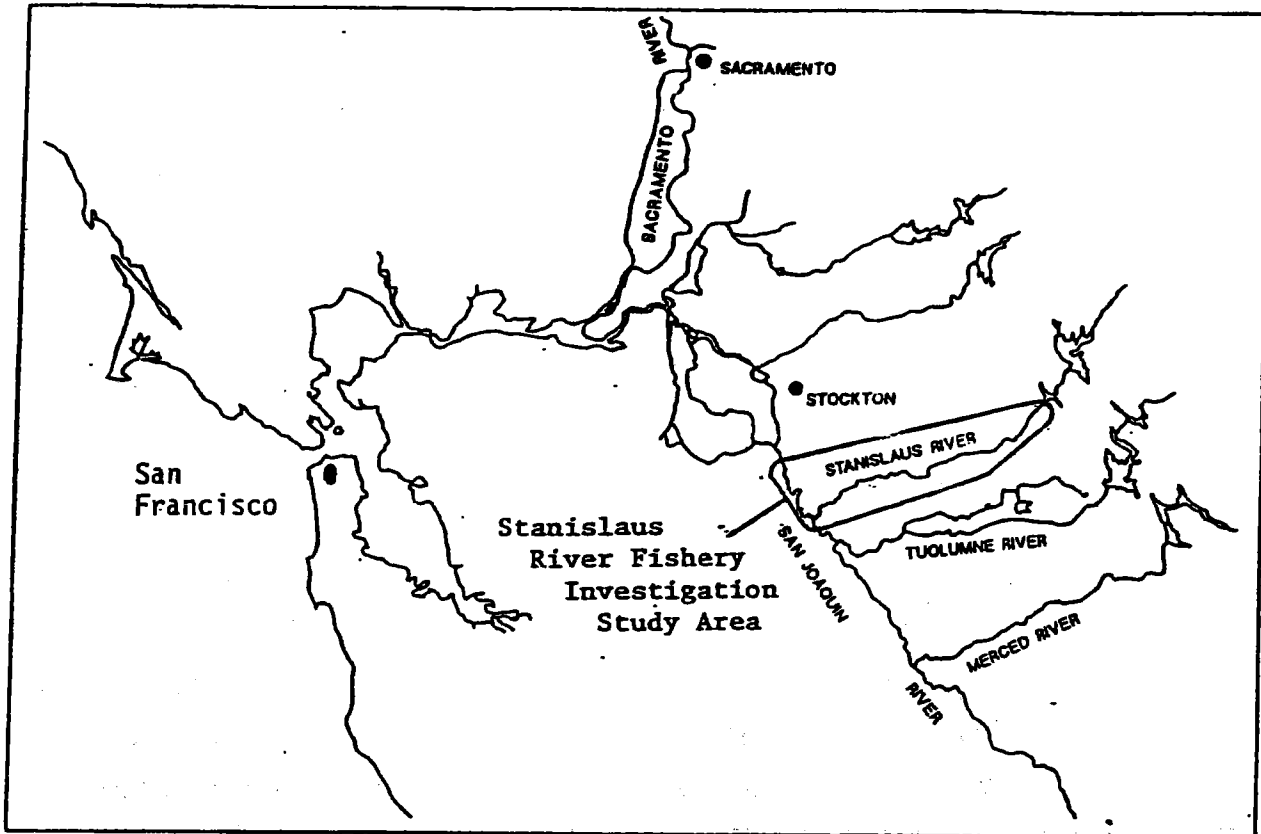 RIVER
SACRAMENTO
SACRAMENTO
STOCKTON
STANISLAUS RIVER
San
Francisco
Stanislaus
River Fishery
Investigation
Study Area
SAN JOAQUIN
TUOLUMNE RIVER
MERCED RIVER
RIVER